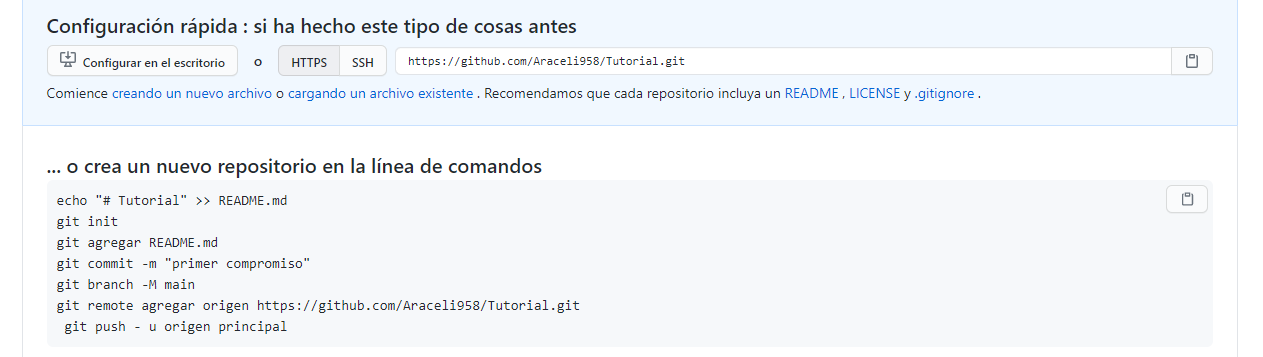 Configuración rápida : si ha hecho este tipo de cosas antes
Configurar en el escritorio o HTTPS SSH https://github.com/Araceli958/Tutorial.git
Comience creando un nuevo archivo o cargando un archivo existente . Recomendamos que cada repositorio incluya un README , LICENSE y .gitignore .
... o crea un nuevo repositorio en la línea de comandos
echo "# Tutorial" >> README.md
git init
git agregar README.md
git commit -m "primer compromiso"
git branch -M main
git remote agregar origen https://github.com/Araceli958/Tutorial.git
git push - u origen principal